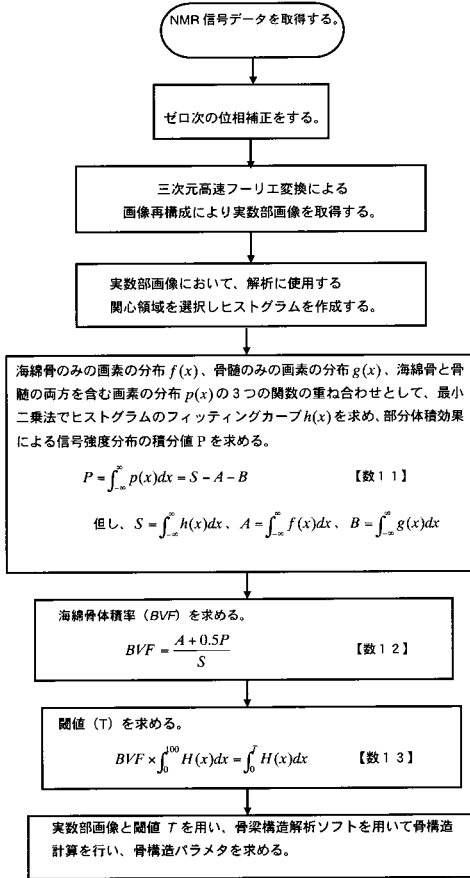 NMR 信号データを取得する。
ゼロ次の位相補正をする。
三次元高速フーリエ変換による
画像再構成により実数部画像を取得する。
実数部画像において、解析に使用する
関心領域を選択しヒストグラムを作成する。
海綿骨のみの画素の分布 f(x)、骨髄のみの画素の分布 g(x)、海綿骨と骨
髄の両方を含む画素の分布 p(x) の3つの関数の重ね合わせとして、最小
二乗法でヒストグラムのフィッティングカーブ h(x) を求め、部分体積効果
による信号強度分布の積分値 P を求める。
P = ∫_{-∞}^{∞} p(x)dx = S − A − B 【数11】
但し、S = ∫_{-∞}^{∞} h(x)dx、A = ∫_{-∞}^{∞} f(x)dx、B = ∫_{-∞}^{∞} g(x)dx
海綿骨体積率（BVF）を求める。
BVF = (A + 0.5P)/S 【数12】
閾値（T）を求める。
BVF × ∫_0^{100} H(x)dx = ∫_0^T H(x)dx 【数13】
実数部画像と閾値 T を用い、骨梁構造解析ソフトを用いて骨構造
計算を行い、骨構造パラメタを求める。